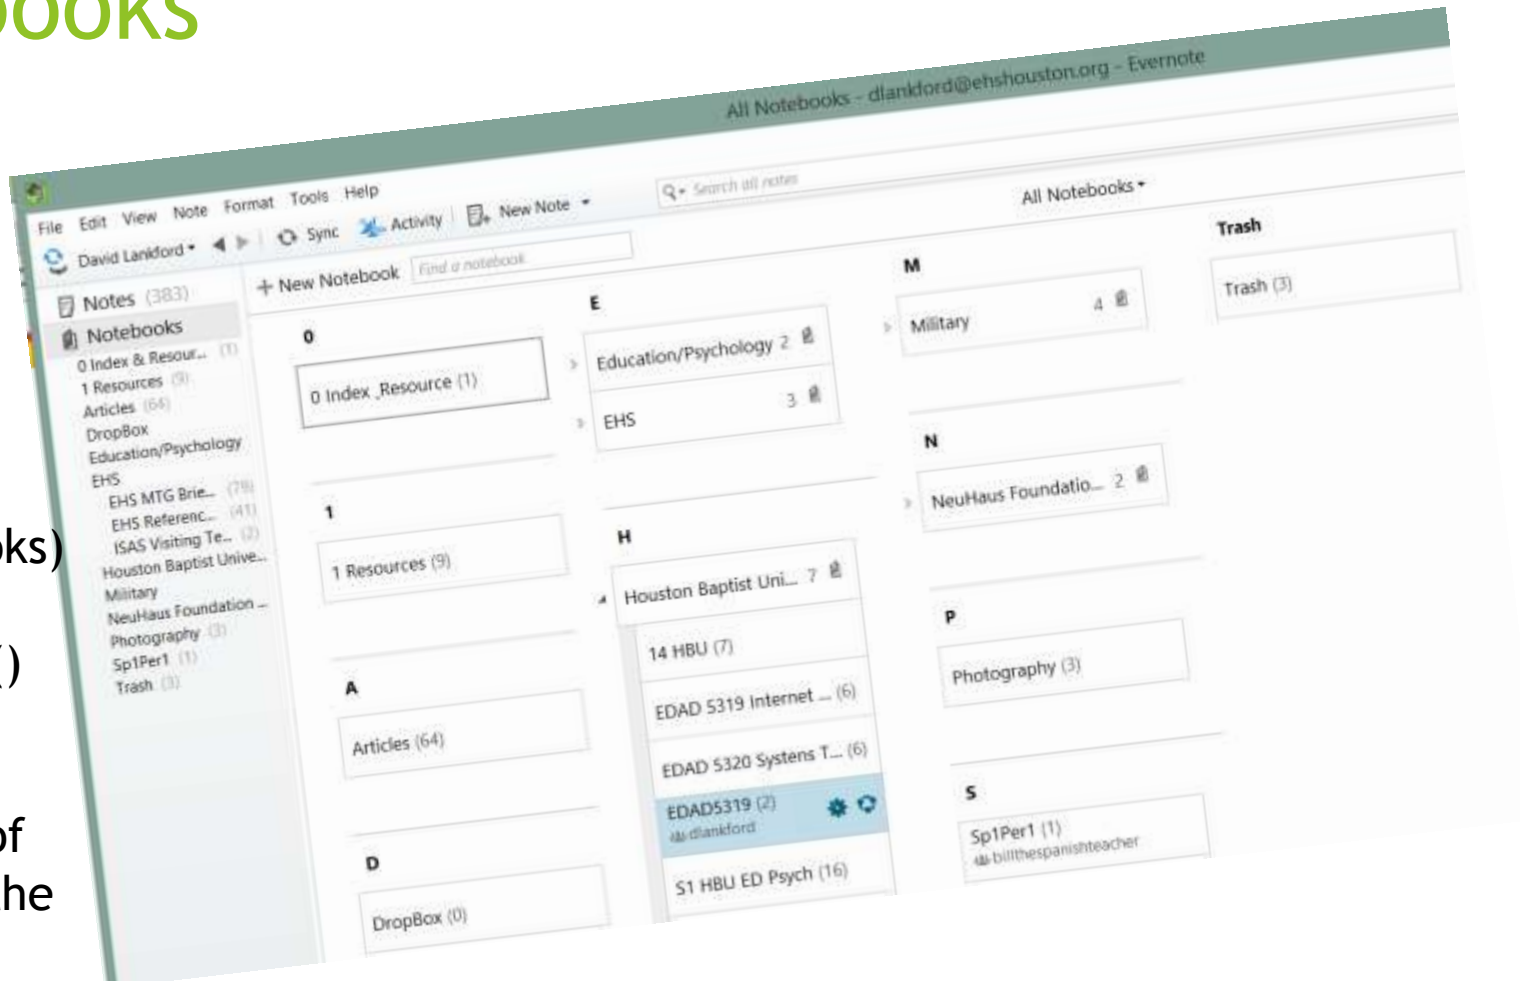 ooks
All Notebooks - dlankford@ehshouston.org - Evernote
File Edit View Note Format Tools Help
David Lankford Sync Activity New Note
Search all notes
All Notebooks
+ New Notebook
Find a notebook
Notes (383)
Notebooks
0 Index & Resour... (1)
1 Resources (9)
Articles (64)
DropBox
Education/Psychology
EHS
EHS MTG Brie... (78)
EHS Referenc... (41)
ISAS Visiting Te... (2)
Houston Baptist Unive...
Military
NeuHaus Foundation ...
Photography (3)
Sp1Per1 (1)
Trash (3)
0
0 Index _Resource (1)
1
1 Resources (9)
A
Articles (64)
D
DropBox (0)
E
Education/Psychology 2
EHS 3
H
Houston Baptist Uni... 7
14 HBU (7)
EDAD 5319 Internet ... (6)
EDAD 5320 Systens T... (6)
EDAD5319 (2)
dlankford
S1 HBU ED Psych (16)
M
Military 4
N
NeuHaus Foundatio... 2
P
Photography (3)
S
Sp1Per1 (1)
billthespanishteacher
Trash
Trash (3)
oks)
()
of
the